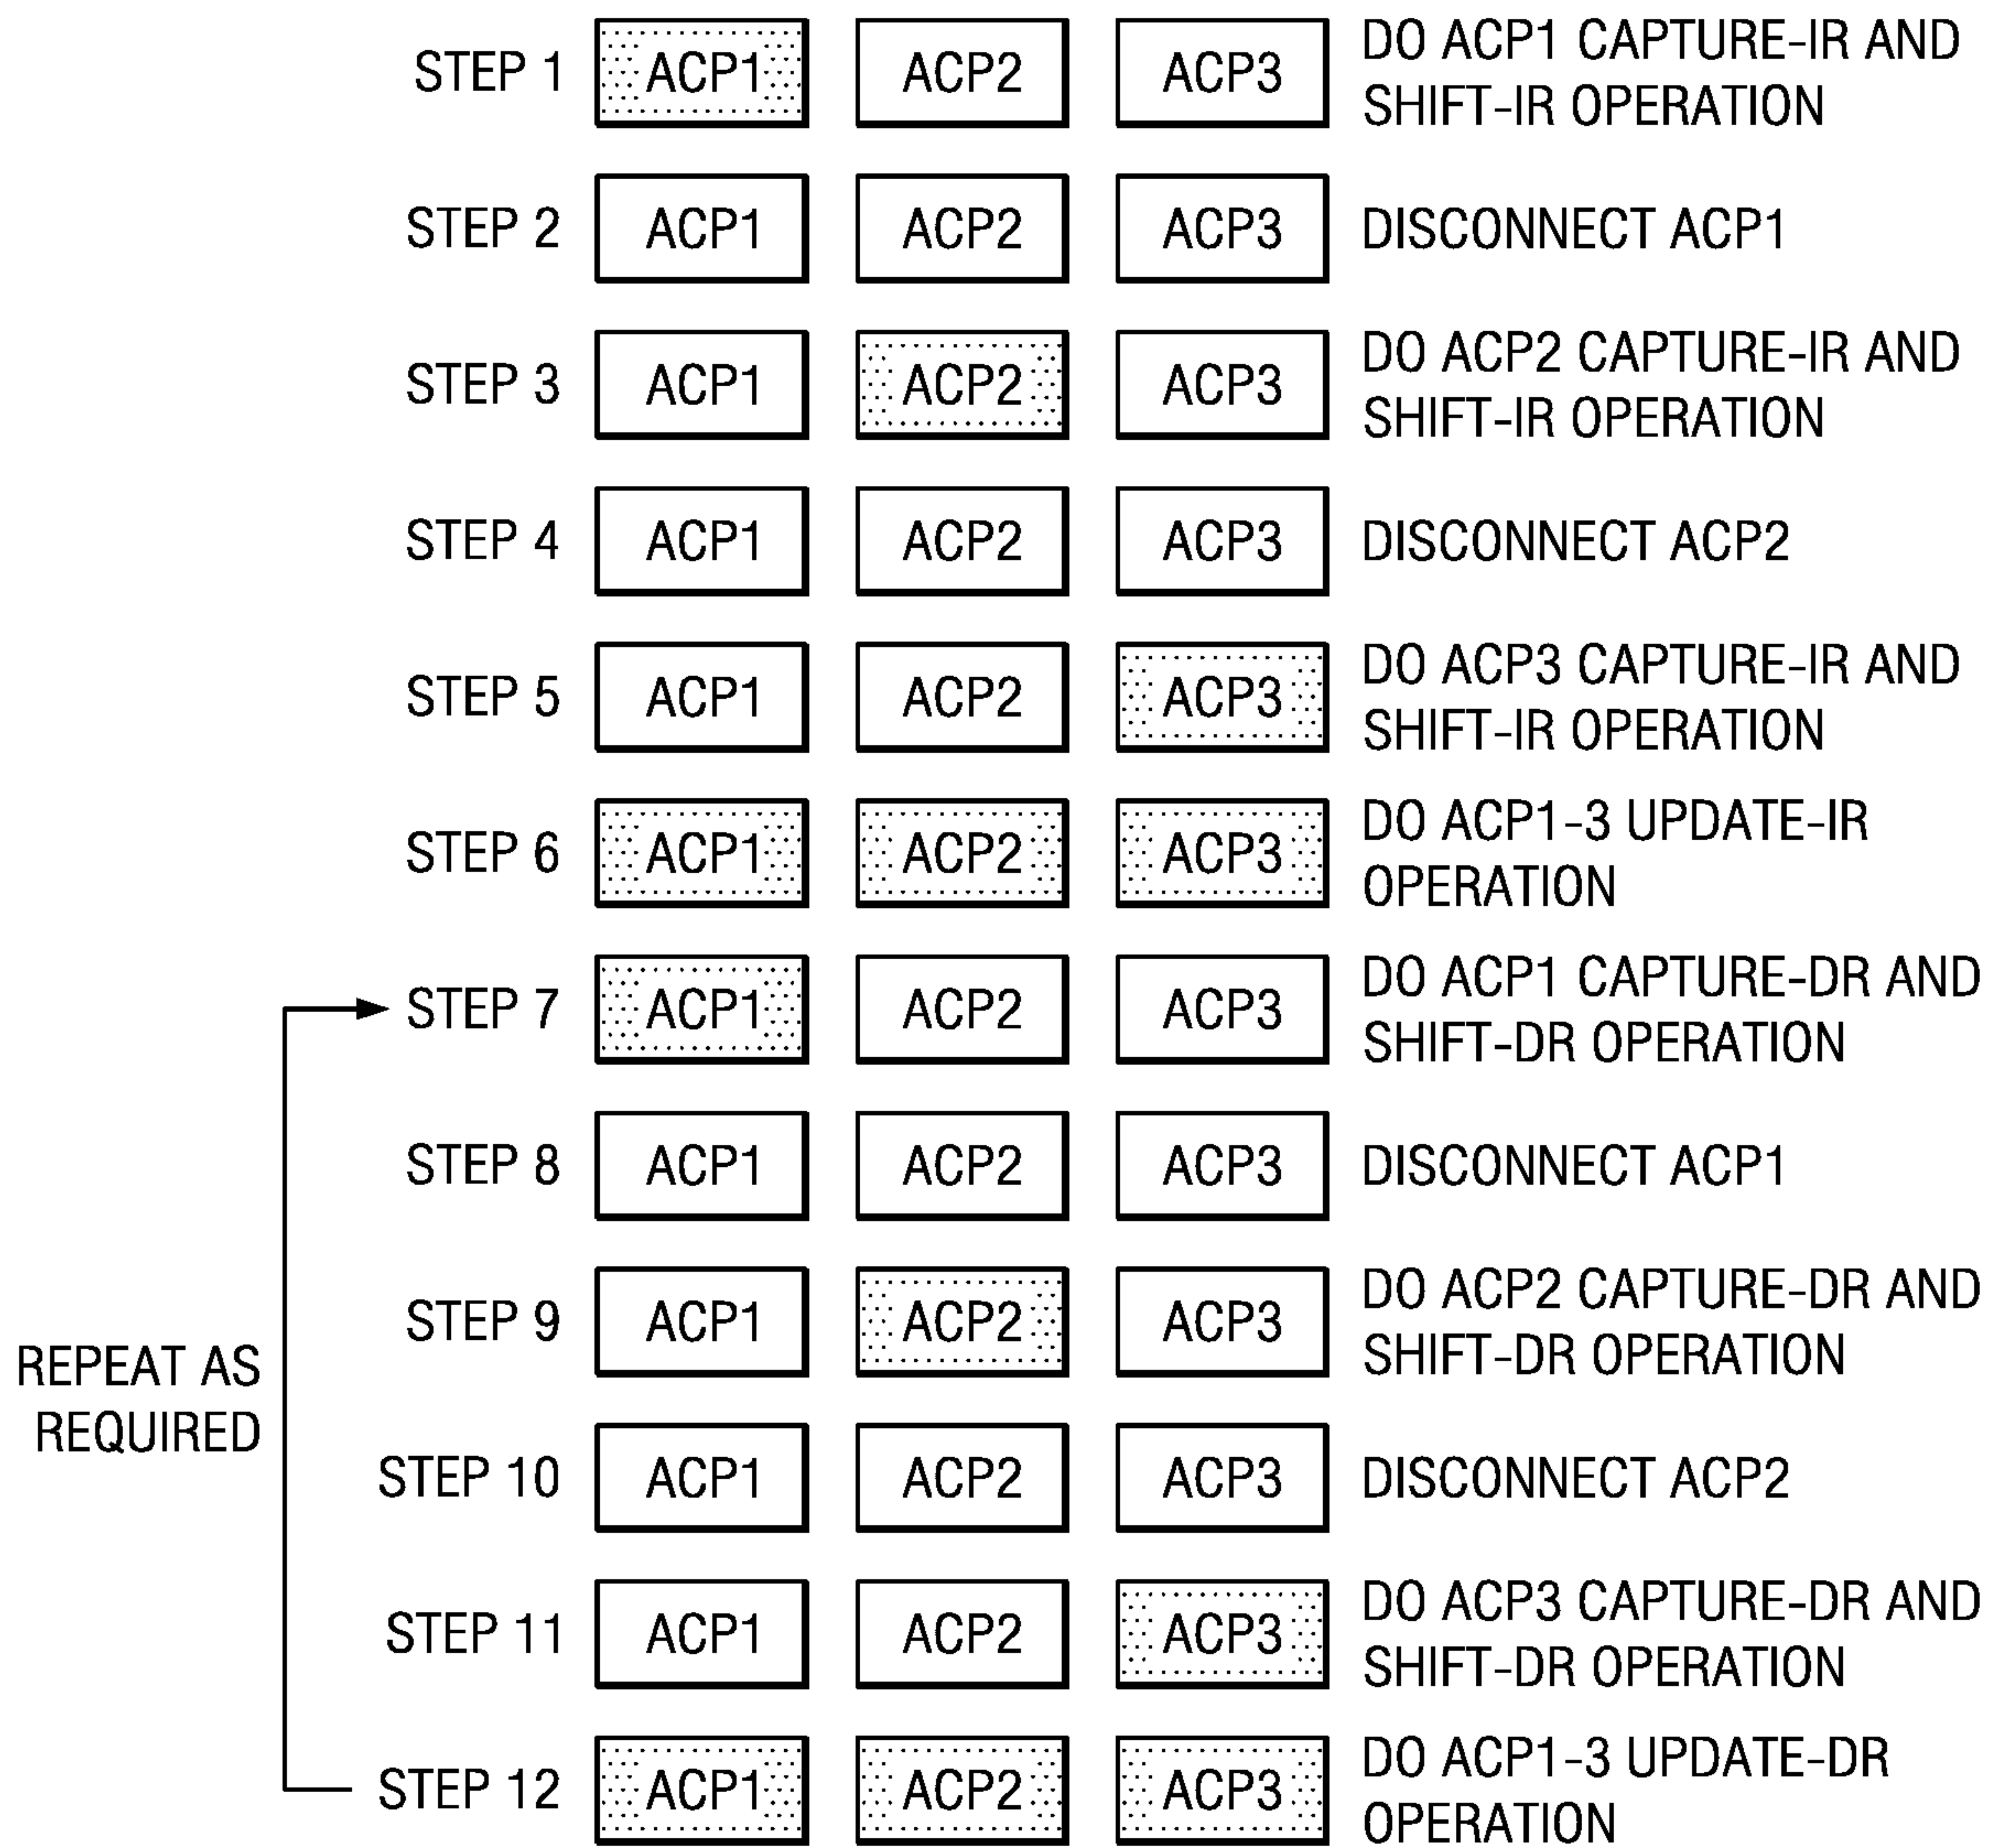 STEP 1 ACP1 ACP2 ACP3 DO ACP1 CAPTURE-IR AND
SHIFT-IR OPERATION
STEP 2 ACP1 ACP2 ACP3 DISCONNECT ACP1
STEP 3 ACP1 ACP2 ACP3 DO ACP2 CAPTURE-IR AND
SHIFT-IR OPERATION
STEP 4 ACP1 ACP2 ACP3 DISCONNECT ACP2
STEP 5 ACP1 ACP2 ACP3 DO ACP3 CAPTURE-IR AND
SHIFT-IR OPERATION
STEP 6 ACP1 ACP2 ACP3 DO ACP1-3 UPDATE-IR
OPERATION
STEP 7 ACP1 ACP2 ACP3 DO ACP1 CAPTURE-DR AND
SHIFT-DR OPERATION
STEP 8 ACP1 ACP2 ACP3 DISCONNECT ACP1
STEP 9 ACP1 ACP2 ACP3 DO ACP2 CAPTURE-DR AND
SHIFT-DR OPERATION
REPEAT AS
REQUIRED
STEP 10 ACP1 ACP2 ACP3 DISCONNECT ACP2
STEP 11 ACP1 ACP2 ACP3 DO ACP3 CAPTURE-DR AND
SHIFT-DR OPERATION
STEP 12 ACP1 ACP2 ACP3 DO ACP1-3 UPDATE-DR
OPERATION